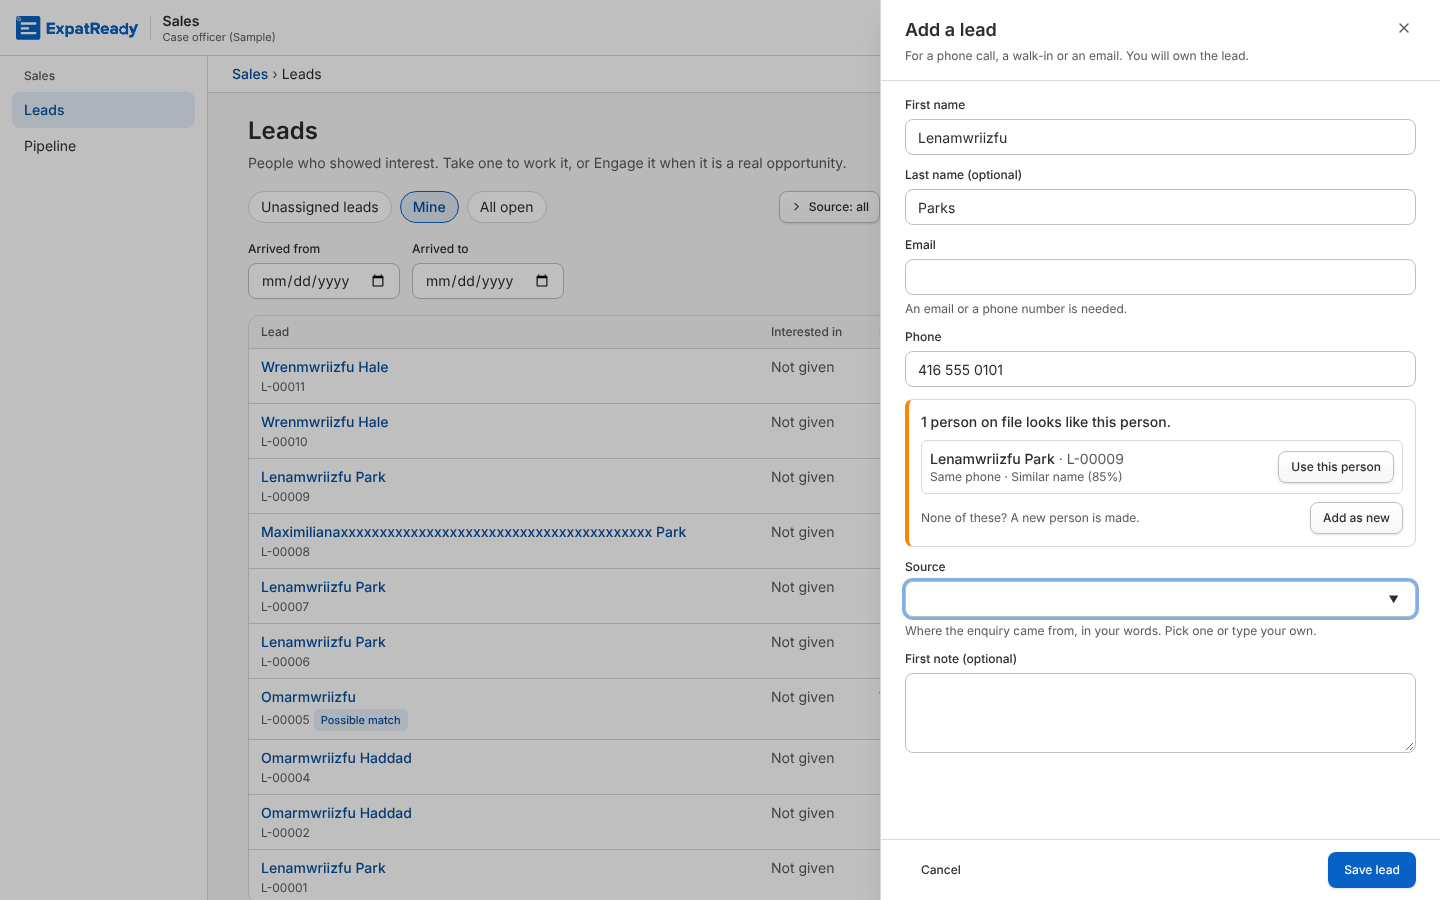 ExpatReady
Sales
Case officer (Sample)
Sales
Leads
Pipeline
Sales › Leads
Leads
People who showed interest. Take one to work it, or Engage it when it is a real opportunity.
Unassigned leads
Mine
All open
Source: all
Arrived from
Arrived to
mm/dd/yyyy
mm/dd/yyyy
Lead
Interested in
Wrenmwriizfu Hale
Not given
L-00011
Wrenmwriizfu Hale
Not given
L-00010
Lenamwriizfu Park
Not given
L-00009
Maximilianaxxxxxxxxxxxxxxxxxxxxxxxxxxxxxxxxxxxxxxxx Park
Not given
L-00008
Lenamwriizfu Park
Not given
L-00007
Lenamwriizfu Park
Not given
L-00006
Omarmwriizfu
Not given
L-00005 Possible match
Omarmwriizfu Haddad
Not given
L-00004
Omarmwriizfu Haddad
Not given
L-00002
Lenamwriizfu Park
Not given
L-00001
Add a lead
For a phone call, a walk-in or an email. You will own the lead.
First name
Lenamwriizfu
Last name (optional)
Parks
Email
An email or a phone number is needed.
Phone
416 555 0101
1 person on file looks like this person.
Lenamwriizfu Park · L-00009
Same phone · Similar name (85%)
Use this person
None of these? A new person is made.
Add as new
Source
Where the enquiry came from, in your words. Pick one or type your own.
First note (optional)
Cancel
Save lead